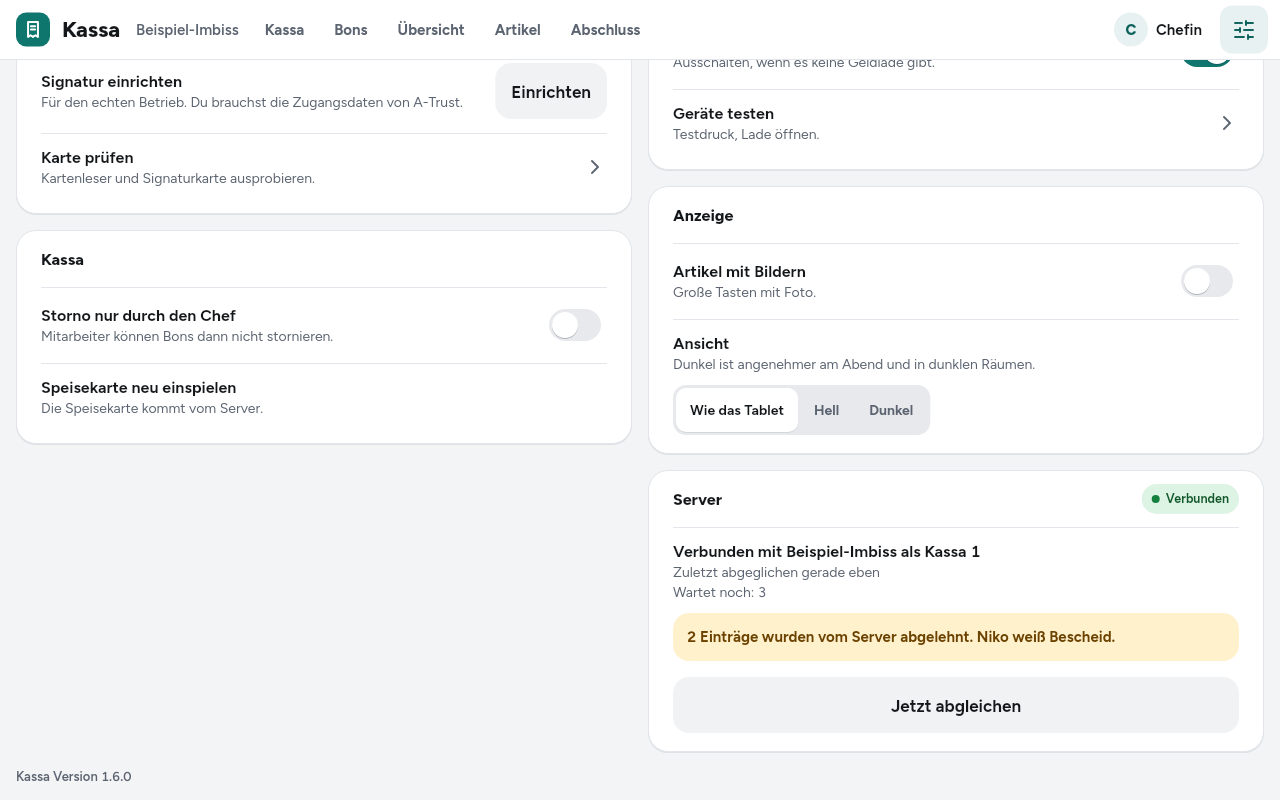 Kassa
Beispiel-Imbiss
Kassa
Bons
Übersicht
Artikel
Abschluss
C
Chefin
Signatur einrichten
Für den echten Betrieb. Du brauchst die Zugangsdaten von A-Trust.
Einrichten
Karte prüfen
Kartenleser und Signaturkarte ausprobieren.
Kassa
Storno nur durch den Chef
Mitarbeiter können Bons dann nicht stornieren.
Speisekarte neu einspielen
Die Speisekarte kommt vom Server.
Ausschalten, wenn es keine Geldlade gibt.
Geräte testen
Testdruck, Lade öffnen.
Anzeige
Artikel mit Bildern
Große Tasten mit Foto.
Ansicht
Dunkel ist angenehmer am Abend und in dunklen Räumen.
Wie das Tablet
Hell
Dunkel
Server
Verbunden
Verbunden mit Beispiel-Imbiss als Kassa 1
Zuletzt abgeglichen gerade eben
Wartet noch: 3
2 Einträge wurden vom Server abgelehnt. Niko weiß Bescheid.
Jetzt abgleichen
Kassa Version 1.6.0